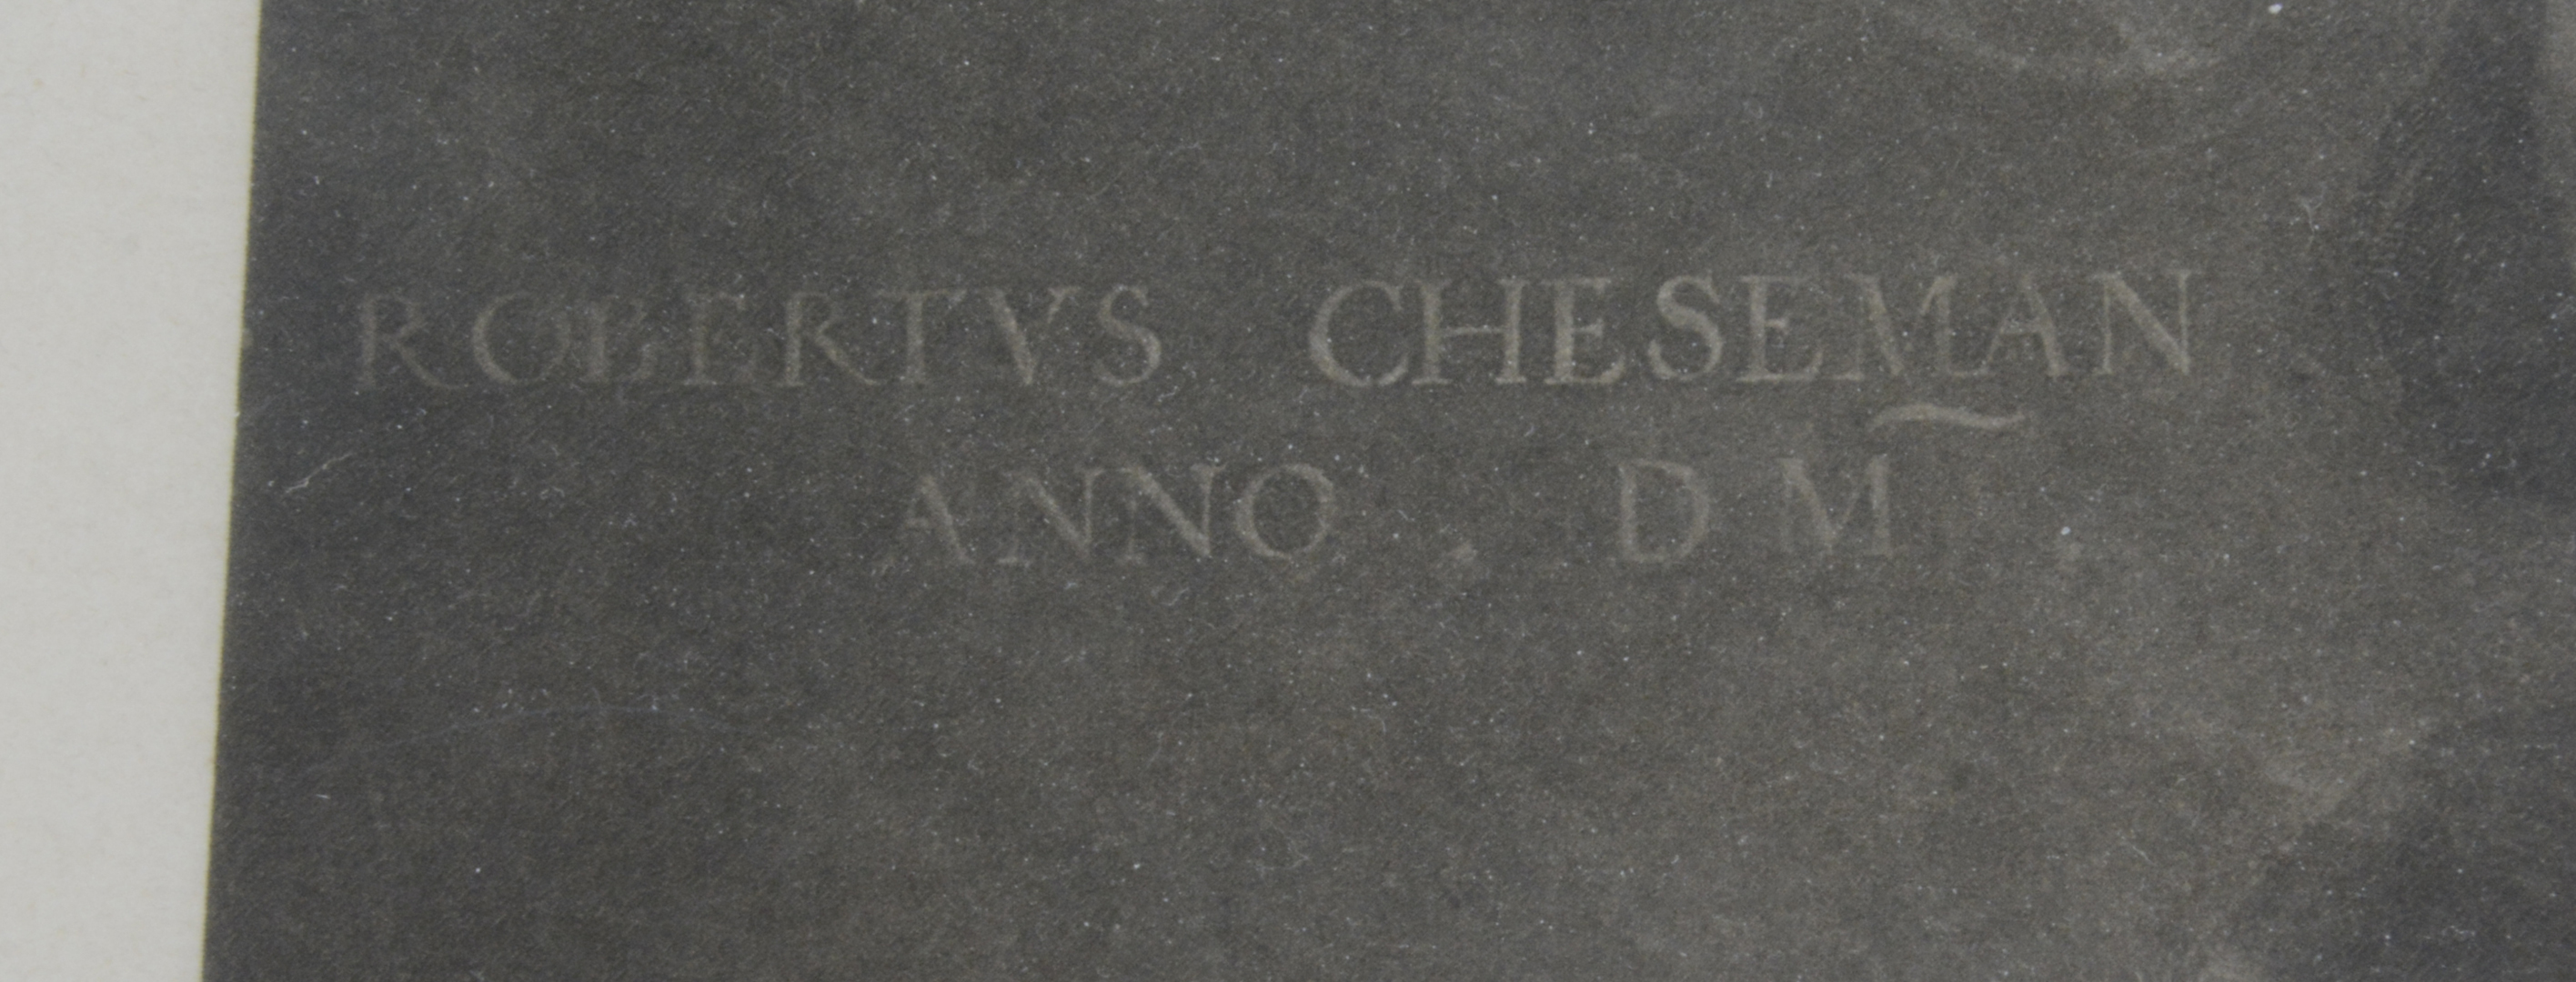 ROBERTVS CHESEMAN
ANNO . DM